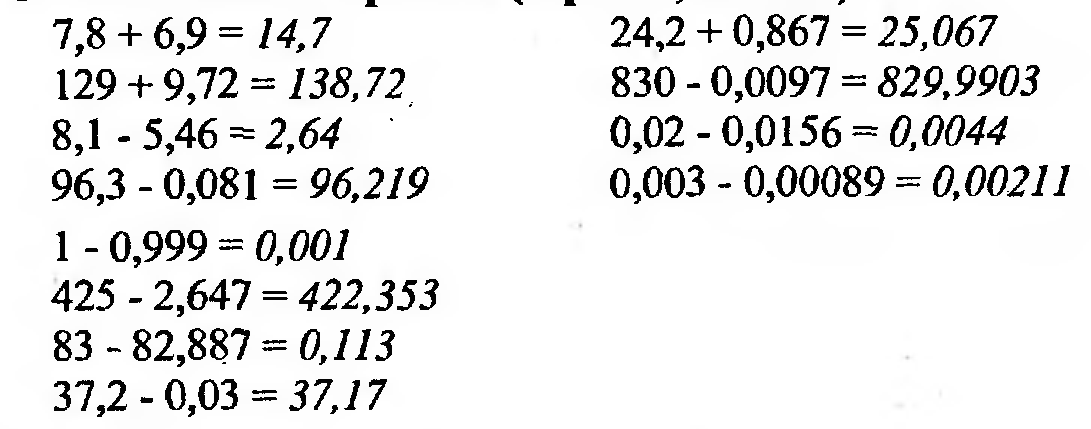 7,8 + 6,9 = 14,7
129 + 9,72 = 138,72
8,1 - 5,46 = 2,64
96,3 - 0,081 = 96,219
1 - 0,999 = 0,001
425 - 2,647 = 422,353
83 - 82,887 = 0,113
37,2 - 0,03 = 37,17
24,2 + 0,867 = 25,067
830 - 0,0097 = 829,9903
0,02 - 0,0156 = 0,0044
0,003 - 0,00089 = 0,00211